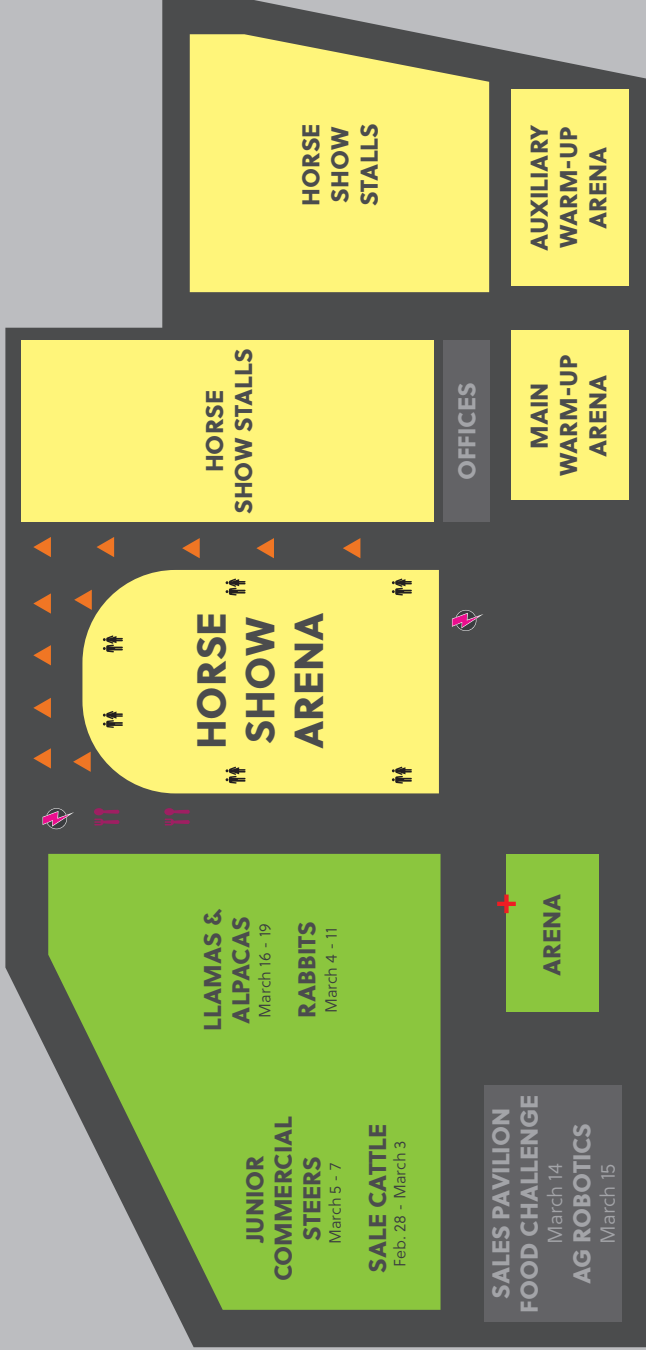 HORSE
SHOW
STALLS
AUXILIARY
WARM-UP
ARENA
HORSE
SHOW STALLS
OFFICES
MAIN
WARM-UP
ARENA
HORSE
SHOW
ARENA
LLAMAS &
ALPACAS
March 16 - 19
RABBITS
March 4 - 11
ARENA
JUNIOR
COMMERCIAL
STEERS
March 5 - 7
SALE CATTLE
Feb. 28 - March 3
SALES PAVILION
FOOD CHALLENGE
March 14
AG ROBOTICS
March 15